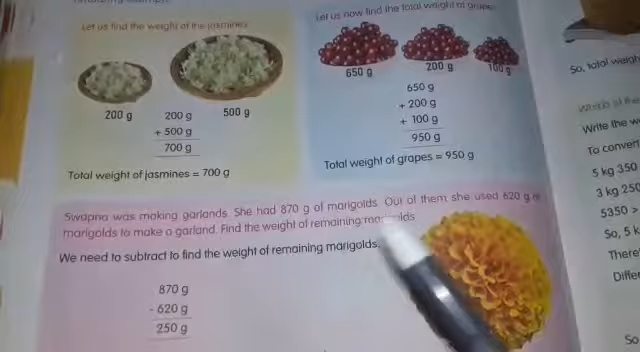 Let us find the weight of the jasmines
200 g
500 g
200 g
+ 500 g
700 g
Total weight of jasmines = 700 g
Let us now find the total weight of grapes
650 g
200 g
100 g
650 g
+ 200 g
+ 100 g
950 g
Total weight of grapes = 950 g
Swapna was making garlands. She had 870 g of marigolds. Out of them she used 620 g of
marigolds to make a garland. Find the weight of remaining marigolds
We need to subtract to find the weight of remaining marigolds.
870 g
- 620 g
250 g
So, total weigh
Which of the
Write the w
To convert
5 kg 350
3 kg 250
5350 >
So, 5 k
There
Differ
So